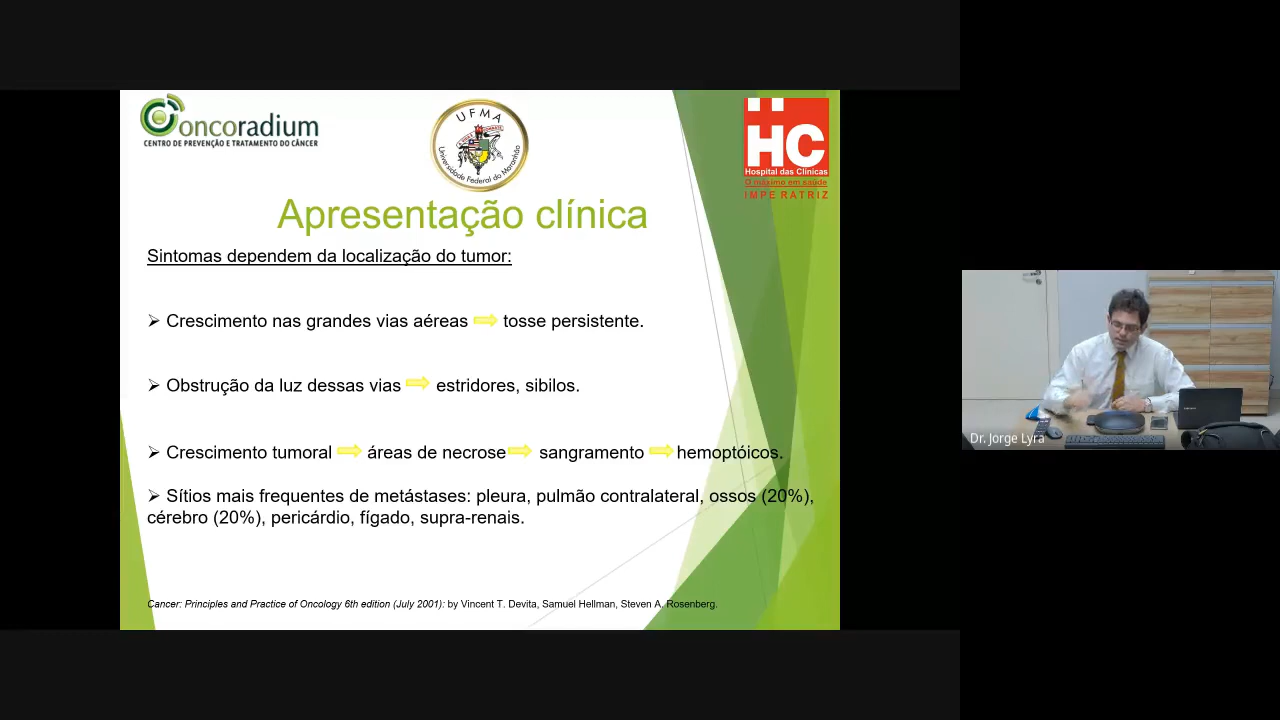 oncoradium
CENTRO DE PREVENÇÃO E TRATAMENTO DO CÂNCER
UFMA
Universidade Federal do Maranhão
HC
Hospital das Clínicas
O máximo em saúde
IMPERATRIZ
Apresentação clínica
Sintomas dependem da localização do tumor:
Crescimento nas grandes vias aéreas tosse persistente.
Obstrução da luz dessas vias estridores, sibilos.
Crescimento tumoral áreas de necrose sangramento hemoptóicos.
Sítios mais frequentes de metástases: pleura, pulmão contralateral, ossos (20%),
cérebro (20%), pericárdio, fígado, supra-renais.
Cancer: Principles and Practice of Oncology 6th edition (July 2001): by Vincent T. Devita, Samuel Hellman, Steven A. Rosenberg.
Dr. Jorge Lyra